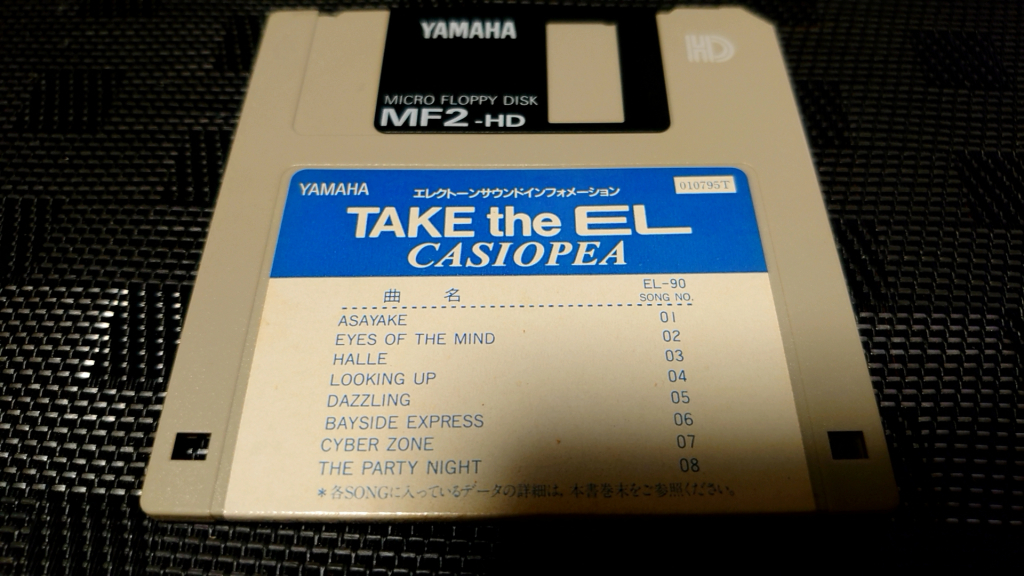 YAMAHA
HD
MICRO FLOPPY DISK
MF2-HD
YAMAHA エレクトーンサウンドインフォメーション 010795T
TAKE the EL
CASIOPEA
曲 名 EL-90 SONG NO.
ASAYAKE 01
EYES OF THE MIND 02
HALLE 03
LOOKING UP 04
DAZZLING 05
BAYSIDE EXPRESS 06
CYBER ZONE 07
THE PARTY NIGHT 08
*各SONGに入っているデータの詳細は、本書巻末をご参照ください。